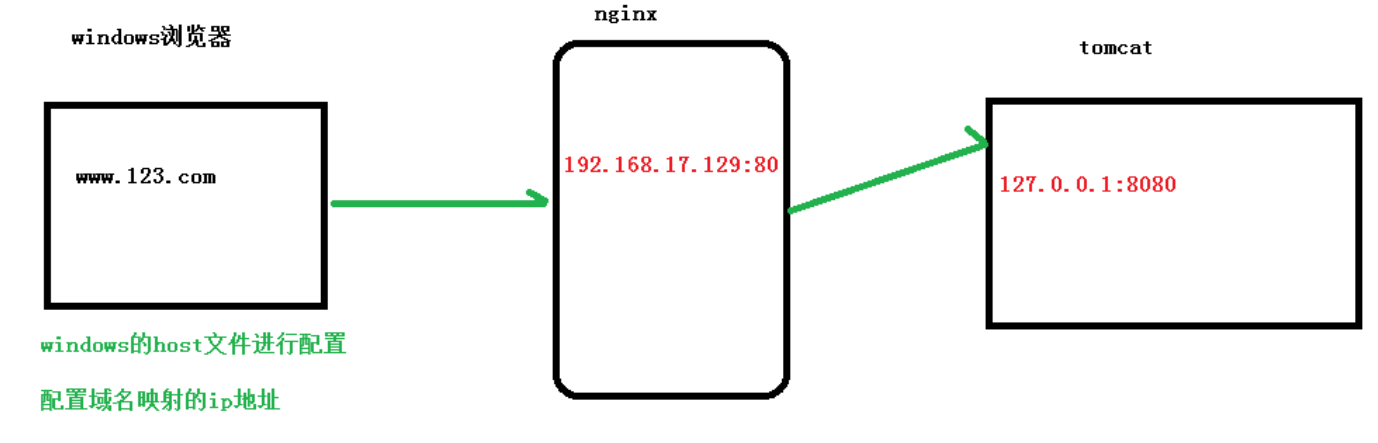 windows浏览器
www.123.com
windows的host文件进行配置
配置域名映射的ip地址
nginx
192.168.17.129:80
tomcat
127.0.0.1:8080